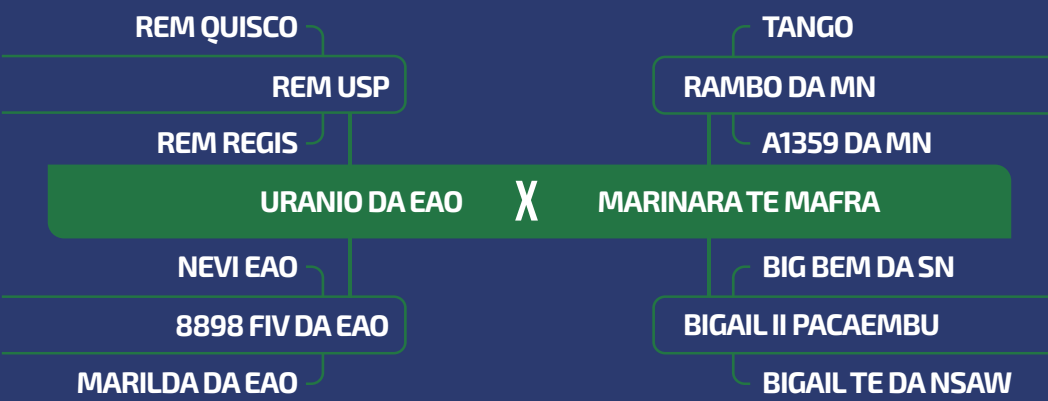 REM QUISCO
TANGO
REM USP
RAMBO DA MN
REM REGIS
A1359 DA MN
URANIO DA EAO X MARINARA TE MAFRA
NEVI EAO
BIG BEM DA SN
8898 FIV DA EAO
BIGAIL II PACAEMBU
MARILDA DA EAO
BIGAIL TE DA NSAW